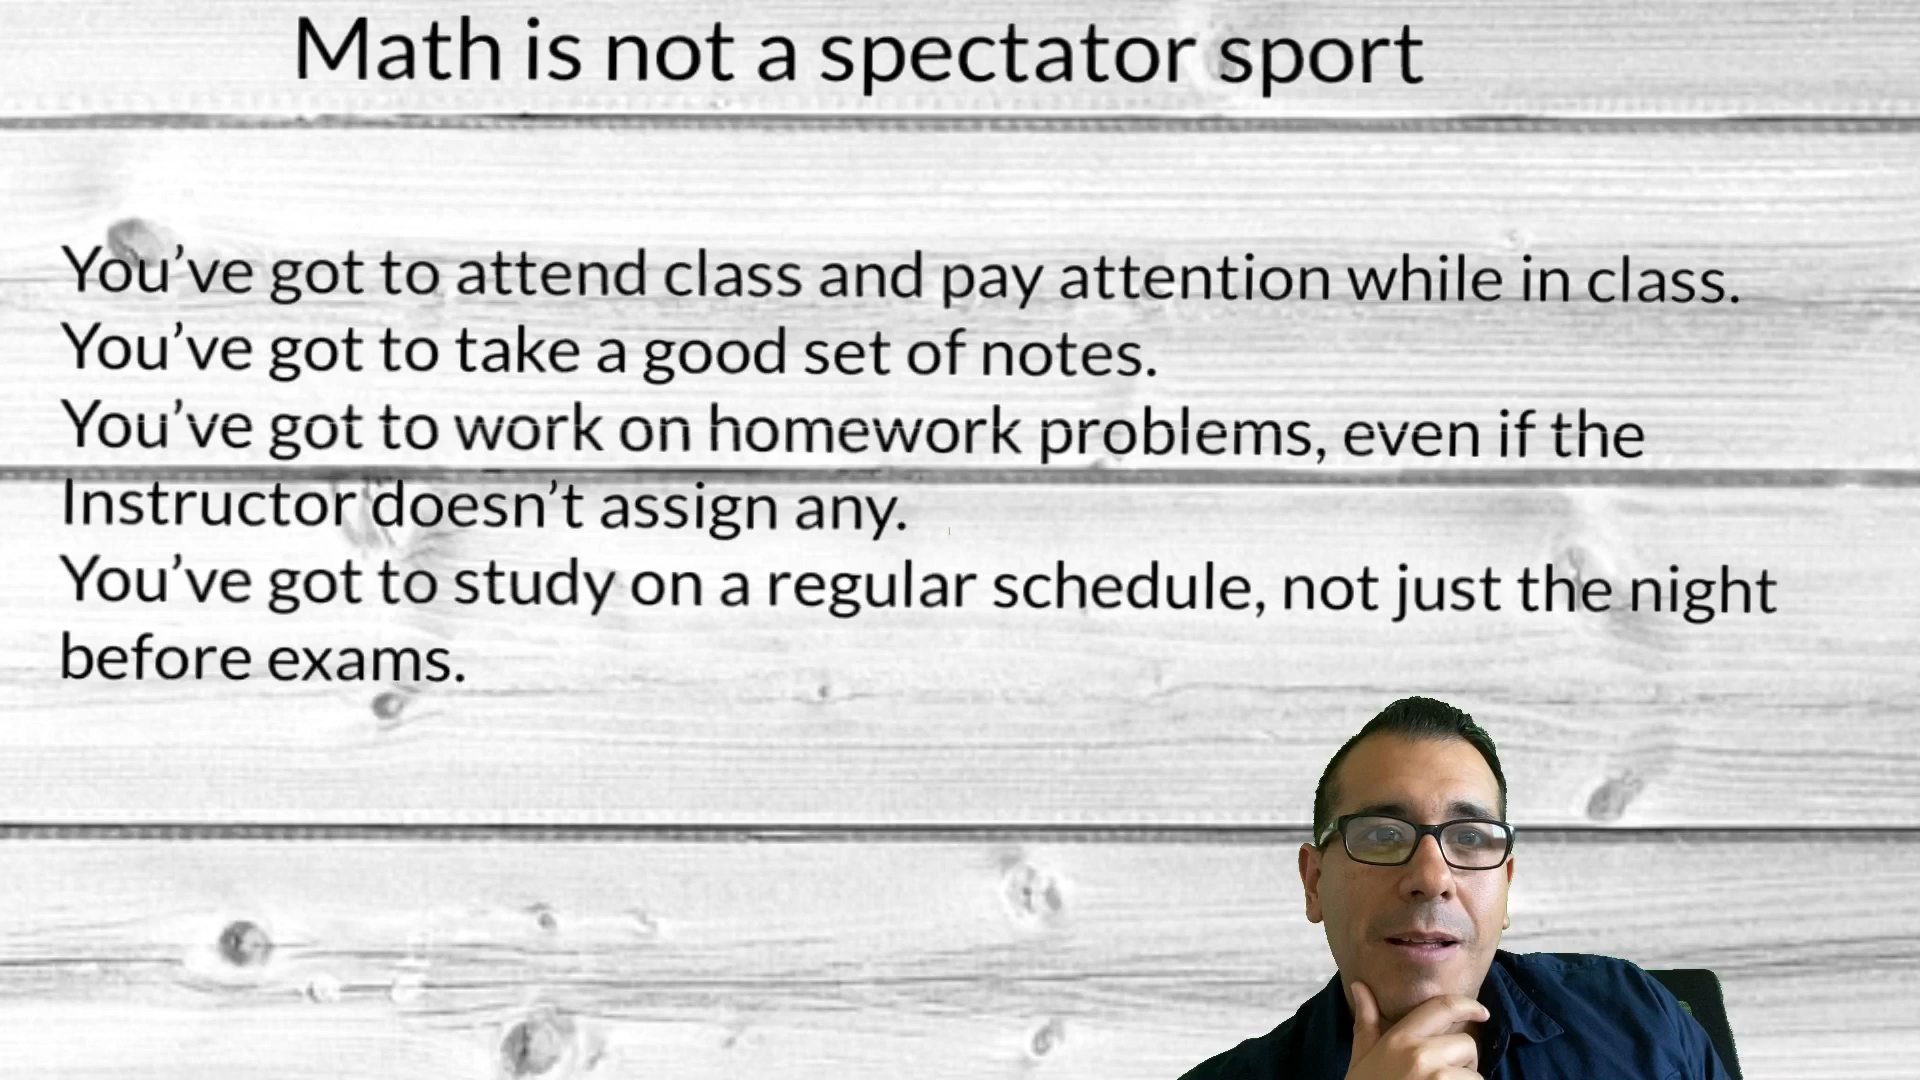 Math is not a spectator sport
You’ve got to attend class and pay attention while in class.
You’ve got to take a good set of notes.
You’ve got to work on homework problems, even if the
Instructor doesn’t assign any.
You’ve got to study on a regular schedule, not just the night
before exams.